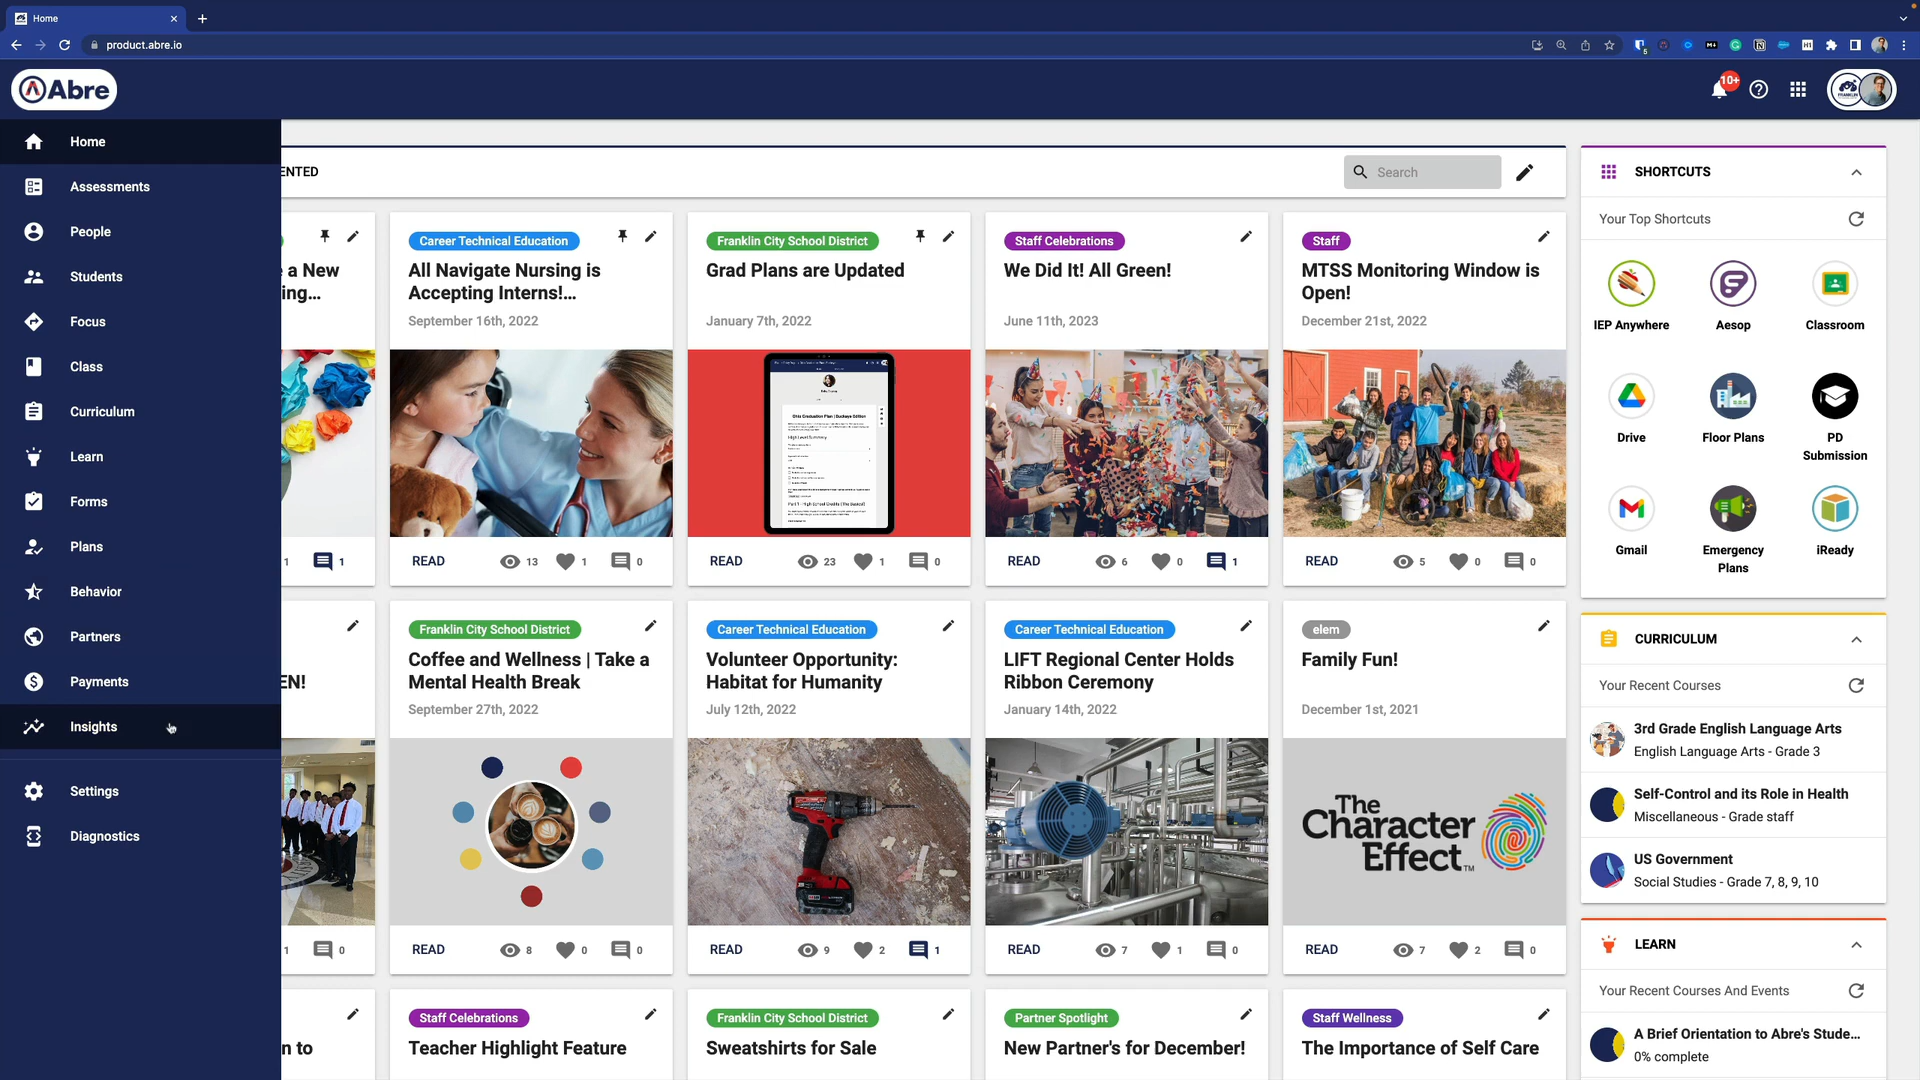 Home
product.abre.io
5
Abre
10+
FRANKLIN
Home
Assessments
People
Students
Focus
Class
Curriculum
Learn
Forms
Plans
Behavior
Partners
Payments
Insights
Settings
Diagnostics
ENTED
Search
a New
ing...
1
1
Career Technical Education
All Navigate Nursing is
Accepting Interns!...
September 16th, 2022
READ 13 1 0
Franklin City School District
Grad Plans are Updated
January 7th, 2022
Ohio Graduation Plan | Buckeye Edition
READ 23 1 0
Staff Celebrations
We Did It! All Green!
June 11th, 2023
READ 6 0 1
Staff
MTSS Monitoring Window is
Open!
December 21st, 2022
READ 5 0 0
EN!
1
0
Franklin City School District
Coffee and Wellness | Take a
Mental Health Break
September 27th, 2022
READ 8 0 0
Career Technical Education
Volunteer Opportunity:
Habitat for Humanity
July 12th, 2022
READ 9 2 1
Career Technical Education
LIFT Regional Center Holds
Ribbon Ceremony
January 14th, 2022
READ 7 1 0
elem
Family Fun!
December 1st, 2021
The
Character
Effect™
READ 7 2 0
n to
Staff Celebrations
Teacher Highlight Feature
Franklin City School District
Sweatshirts for Sale
Partner Spotlight
New Partner's for December!
Staff Wellness
The Importance of Self Care
SHORTCUTS
Your Top Shortcuts
IEP Anywhere
Aesop
Classroom
Drive
Floor Plans
PD
Submission
Gmail
Emergency
Plans
iReady
CURRICULUM
Your Recent Courses
3rd Grade English Language Arts
English Language Arts - Grade 3
Self-Control and its Role in Health
Miscellaneous - Grade staff
US Government
Social Studies - Grade 7, 8, 9, 10
LEARN
Your Recent Courses And Events
A Brief Orientation to Abre's Stude...
0% complete